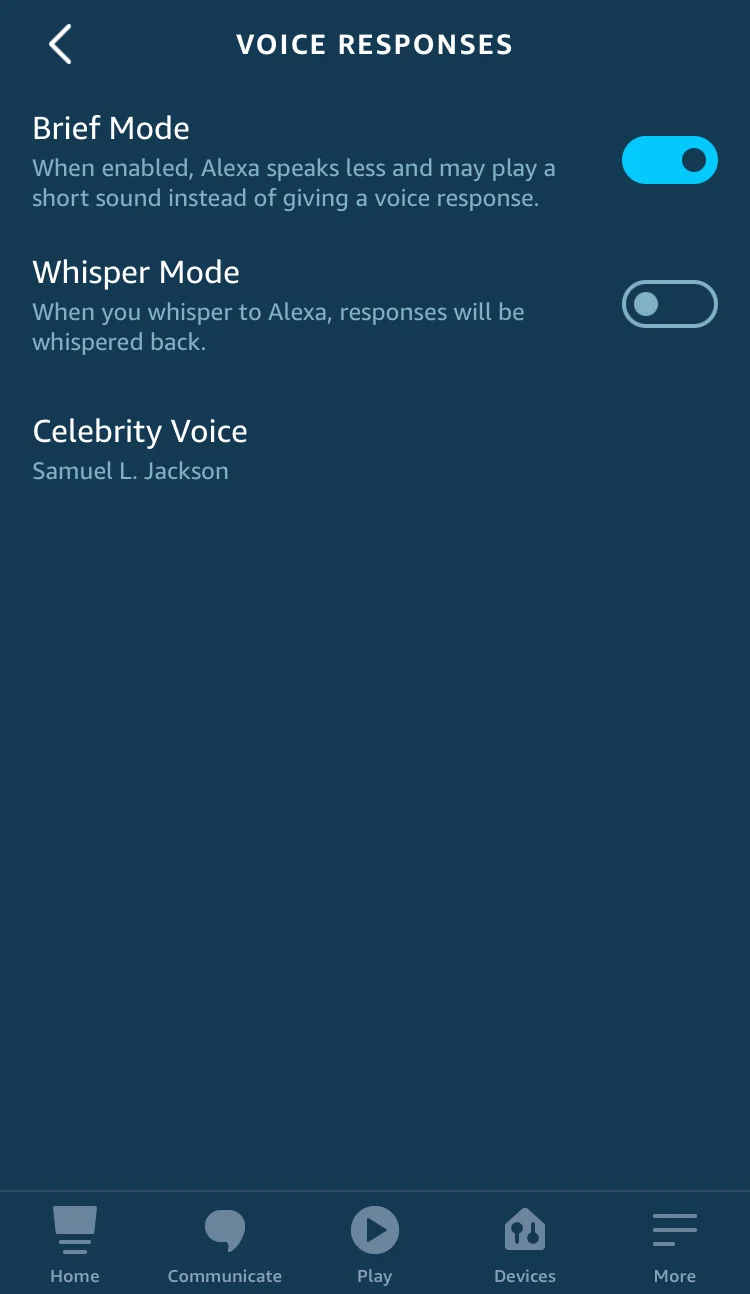 VOICE RESPONSES
Brief Mode
When enabled, Alexa speaks less and may play a
short sound instead of giving a voice response.
Whisper Mode
When you whisper to Alexa, responses will be
whispered back.
Celebrity Voice
Samuel L. Jackson
Home
Communicate
Play
Devices
More